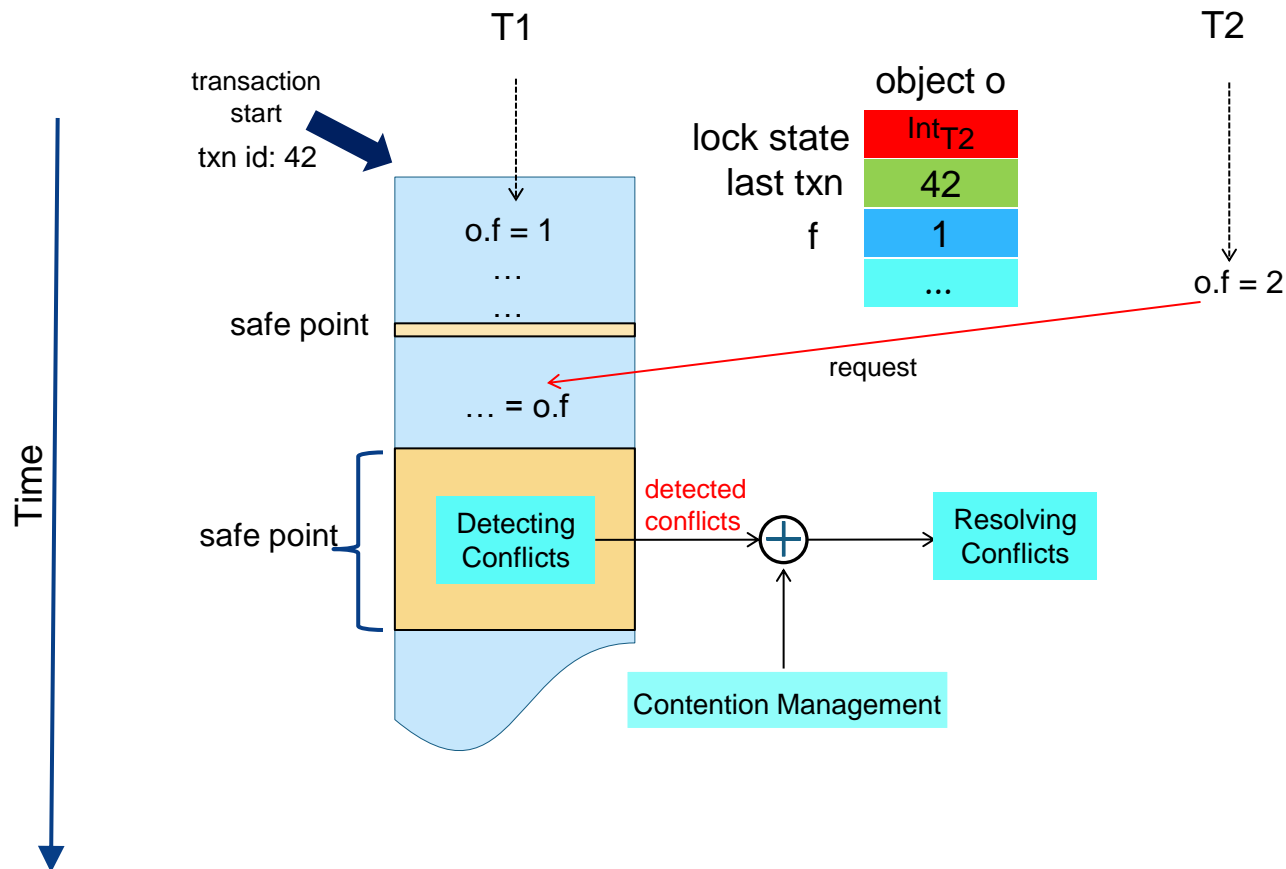 T1
T2
transaction
start
txn id: 42
object o
lock state
Int_T2
last txn
42
f
1
...
o.f = 1
…
…
o.f = 2
safe point
request
… = o.f
Time
safe point
Detecting
Conflicts
detected
conflicts
Resolving
Conflicts
Contention Management